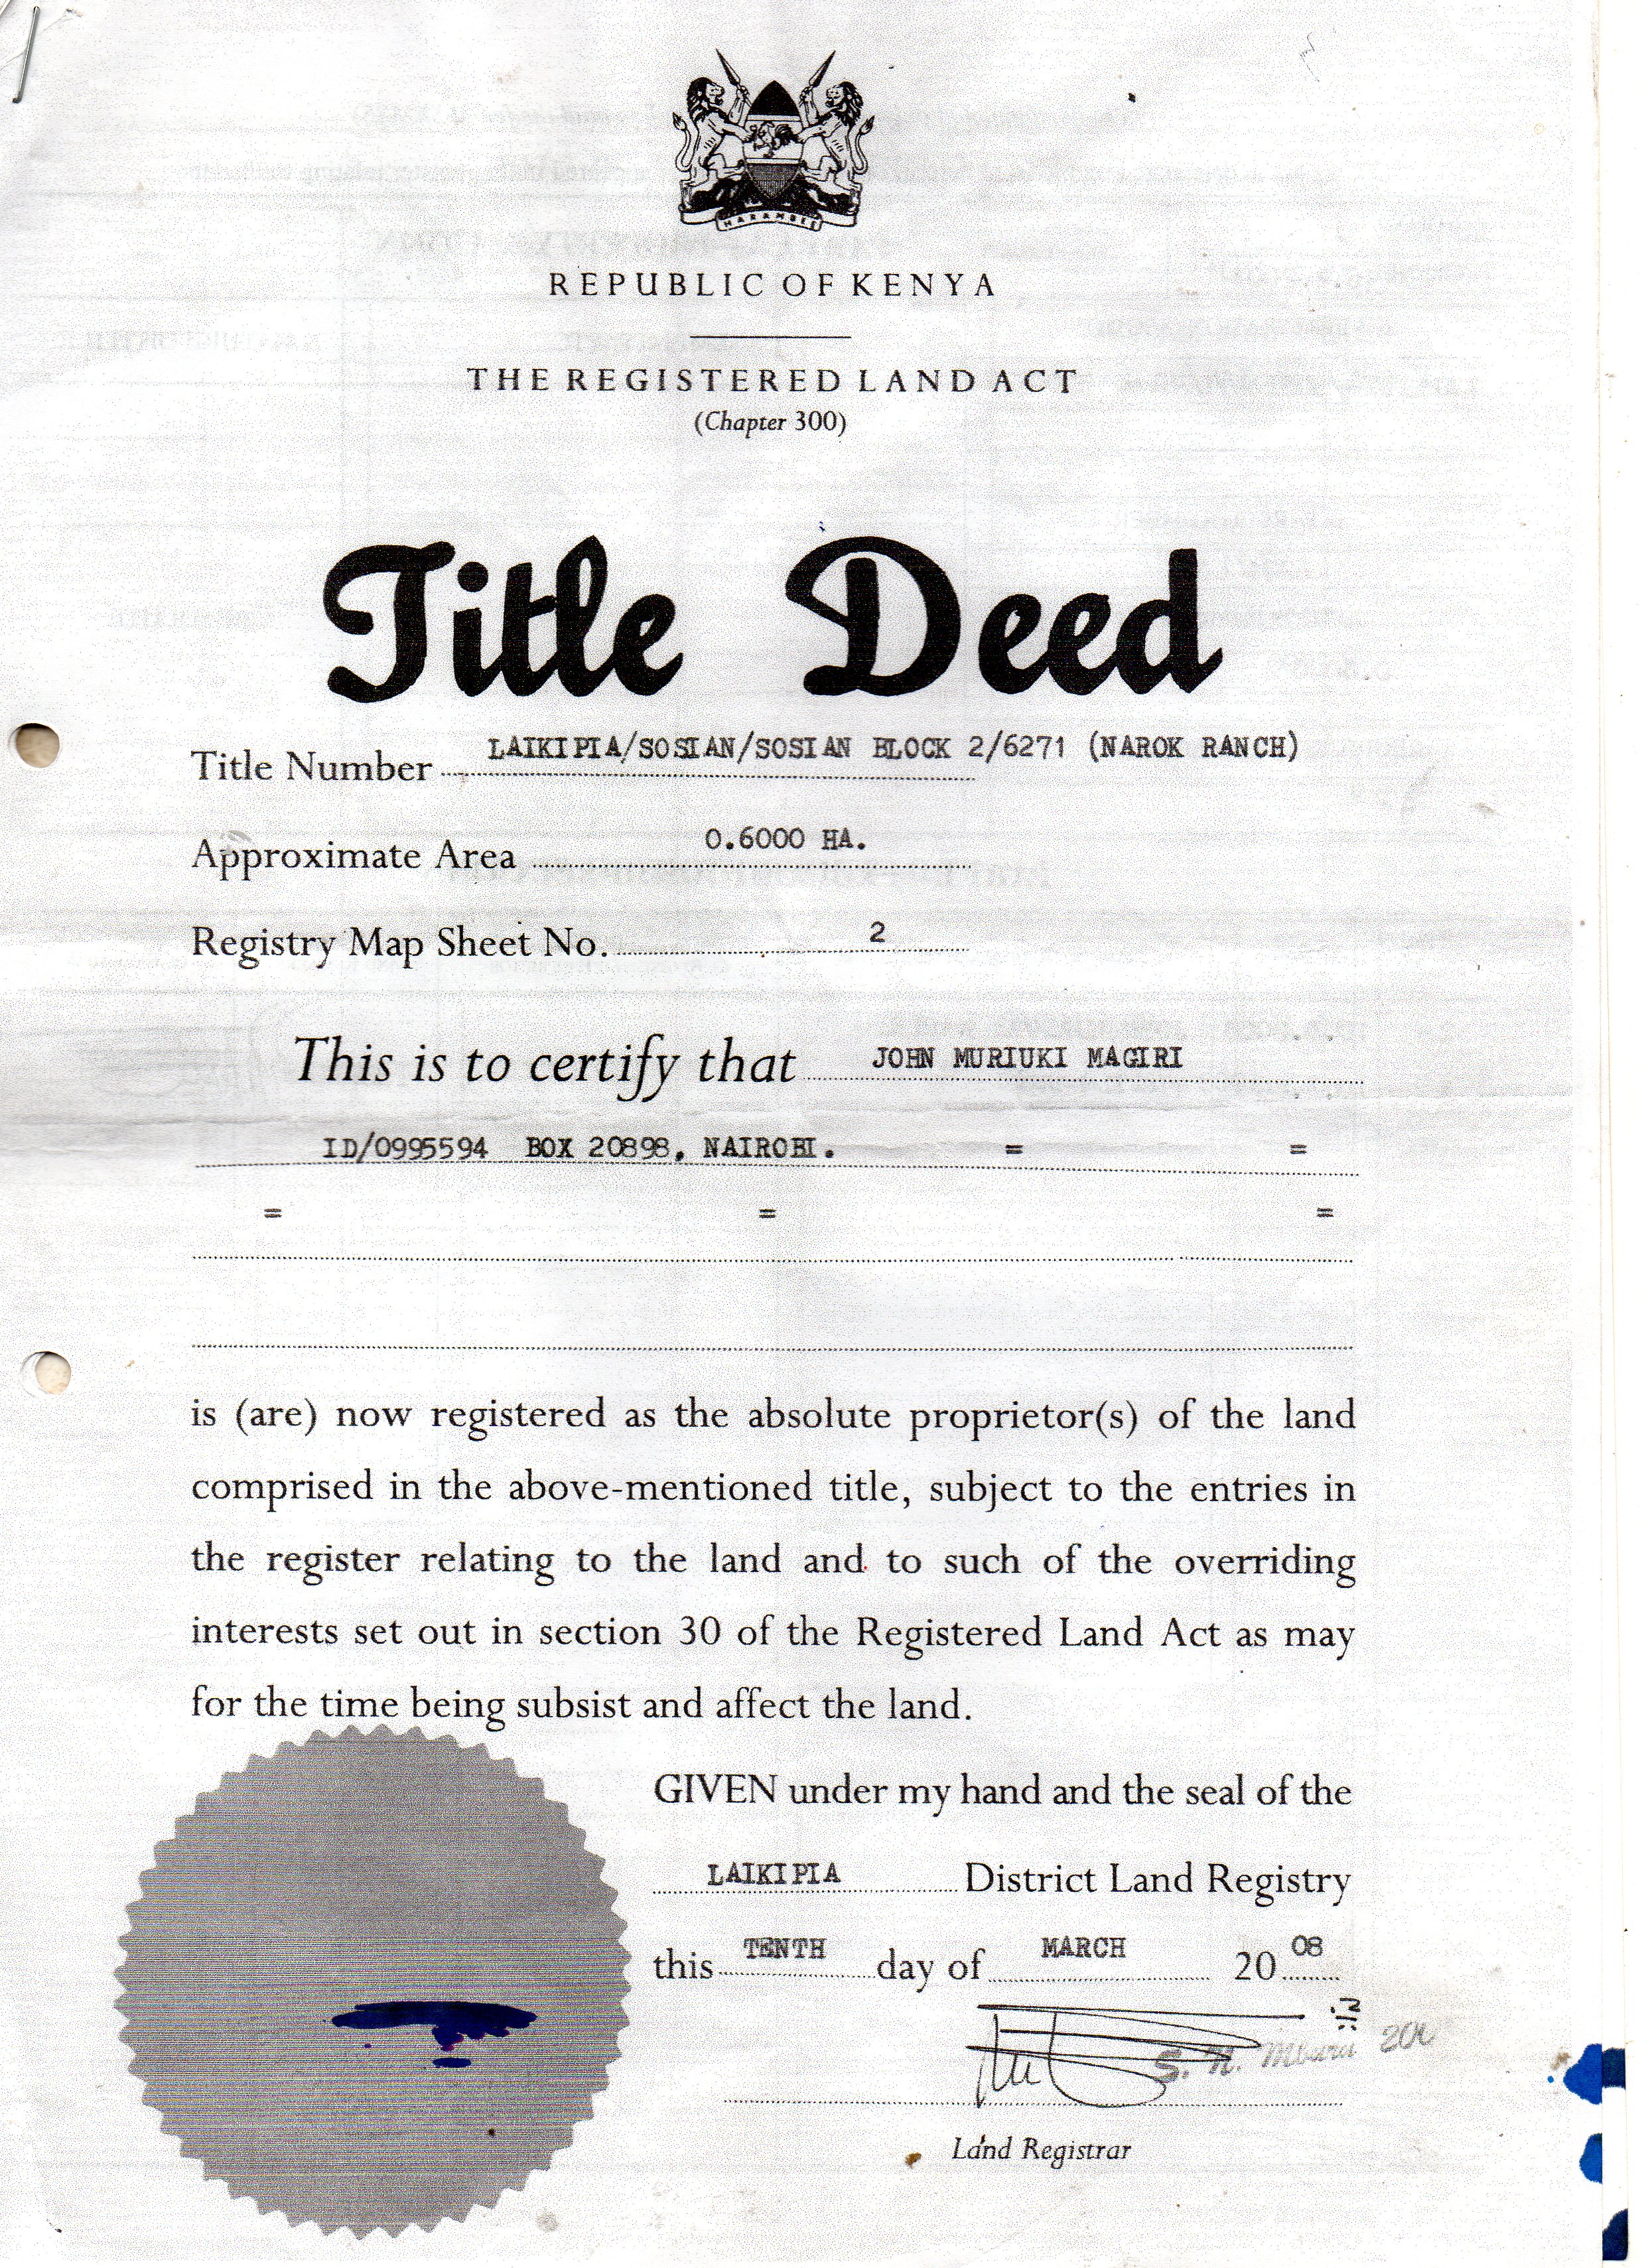 HARAMBEE
REPUBLIC OF KENYA
THE REGISTERED LAND ACT
(Chapter 300)
Title Deed
Title Number LAIKIPIA/SOSIAN/SOSIAN BLOCK 2/6271 (NAROK RANCH)
Approximate Area 0.6000 HA.
Registry Map Sheet No. 2
This is to certify that JOHN MURIUKI MAGIRI
ID/0995594 BOX 20898, NAIROBI. = =
= = =
is (are) now registered as the absolute proprietor(s) of the land
comprised in the above-mentioned title, subject to the entries in
the register relating to the land and to such of the overriding
interests set out in section 30 of the Registered Land Act as may
for the time being subsist and affect the land.
GIVEN under my hand and the seal of the
LAIKIPIA District Land Registry
this TENTH day of MARCH 20 08
S. N. Mburu
Land Registrar